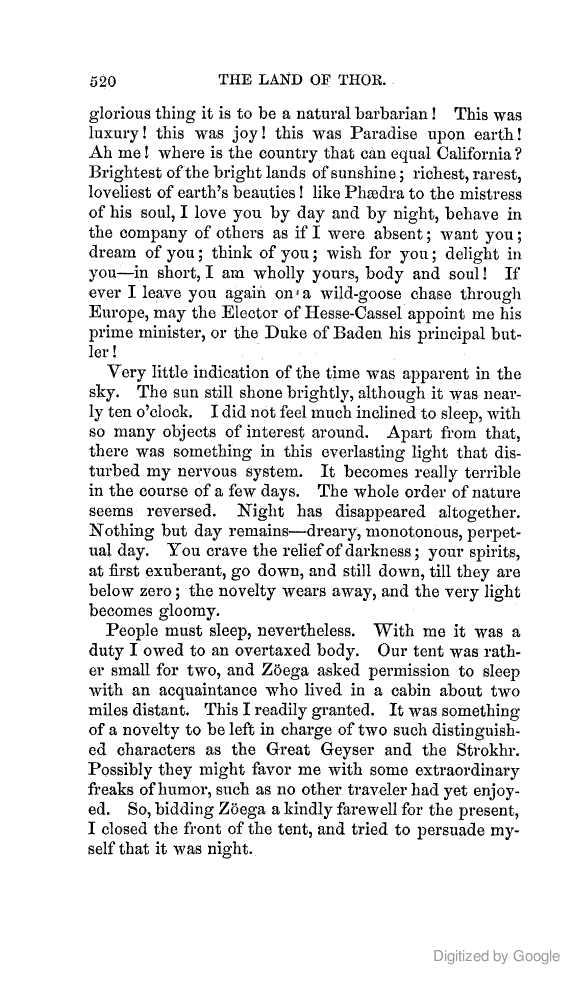 520 THE LAND OF THOR.
glorious thing it is to be a natural barbarian! This was
luxury! this was joy! this was Paradise upon earth!
Ah me! where is the country that can equal California?
Brightest of the bright lands of sunshine; richest, rarest,
loveliest of earth's beauties! like Phædra to the mistress
of his soul, I love you by day and by night, behave in
the company of others as if I were absent; want you;
dream of you; think of you; wish for you; delight in
you—in short, I am wholly yours, body and soul! If
ever I leave you again on a wild-goose chase through
Europe, may the Elector of Hesse-Cassel appoint me his
prime minister, or the Duke of Baden his principal but-
ler!
Very little indication of the time was apparent in the
sky. The sun still shone brightly, although it was near-
ly ten o'clock. I did not feel much inclined to sleep, with
so many objects of interest around. Apart from that,
there was something in this everlasting light that dis-
turbed my nervous system. It becomes really terrible
in the course of a few days. The whole order of nature
seems reversed. Night has disappeared altogether.
Nothing but day remains—dreary, monotonous, perpet-
ual day. You crave the relief of darkness; your spirits,
at first exuberant, go down, and still down, till they are
below zero; the novelty wears away, and the very light
becomes gloomy.
People must sleep, nevertheless. With me it was a
duty I owed to an overtaxed body. Our tent was rath-
er small for two, and Zöega asked permission to sleep
with an acquaintance who lived in a cabin about two
miles distant. This I readily granted. It was something
of a novelty to be left in charge of two such distinguish-
ed characters as the Great Geyser and the Strokhr.
Possibly they might favor me with some extraordinary
freaks of humor, such as no other traveler had yet enjoy-
ed. So, bidding Zöega a kindly farewell for the present,
I closed the front of the tent, and tried to persuade my-
self that it was night.
Digitized by Google